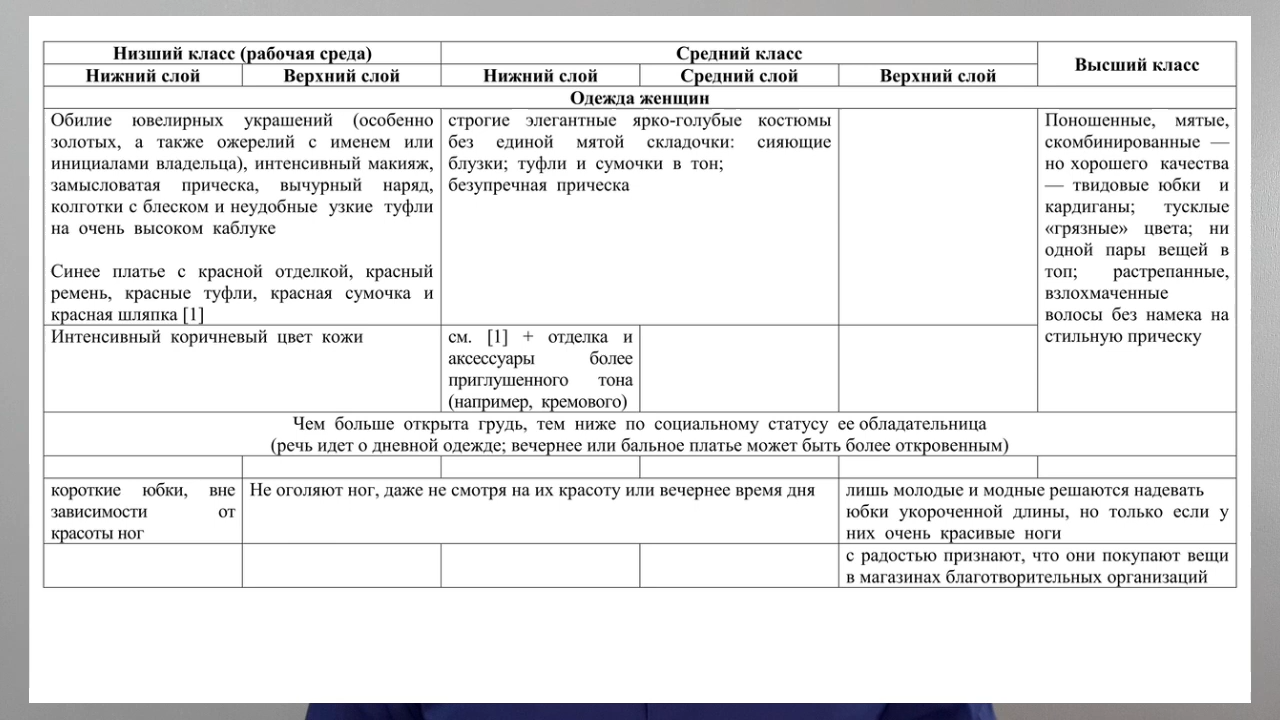 Низший класс (рабочая среда)
Средний класс
Высший класс
Нижний слой
Верхний слой
Нижний слой
Средний слой
Верхний слой
Одежда женщин
Обилие ювелирных украшений (особенно
золотых, а также ожерелий с именем или
инициалами владельца), интенсивный макияж,
замысловатая прическа, вычурный наряд,
колготки с блеском и неудобные узкие туфли
на очень высоком каблуке
Синее платье с красной отделкой, красный
ремень, красные туфли, красная сумочка и
красная шляпка [1]
строгие элегантные ярко-голубые костюмы
без единой мятой складочки: сияющие
блузки; туфли и сумочки в тон;
безупречная прическа
Поношенные, мятые,
скомбинированные —
но хорошего качества
— твидовые юбки и
кардиганы; тусклые
«грязные» цвета; ни
одной пары вещей в
топ; растрепанные,
взлохмаченные
волосы без намека на
стильную прическу
Интенсивный коричневый цвет кожи
см. [1] + отделка и
аксессуары более
приглушенного тона
(например, кремового)
Чем больше открыта грудь, тем ниже по социальному статусу ее обладательница
(речь идет о дневной одежде; вечернее или бальное платье может быть более откровенным)
короткие юбки, вне
зависимости от
красоты ног
Не оголяют ног, даже не смотря на их красоту или вечернее время дня
лишь молодые и модные решаются надевать
юбки укороченной длины, но только если у
них очень красивые ноги
с радостью признают, что они покупают вещи
в магазинах благотворительных организаций